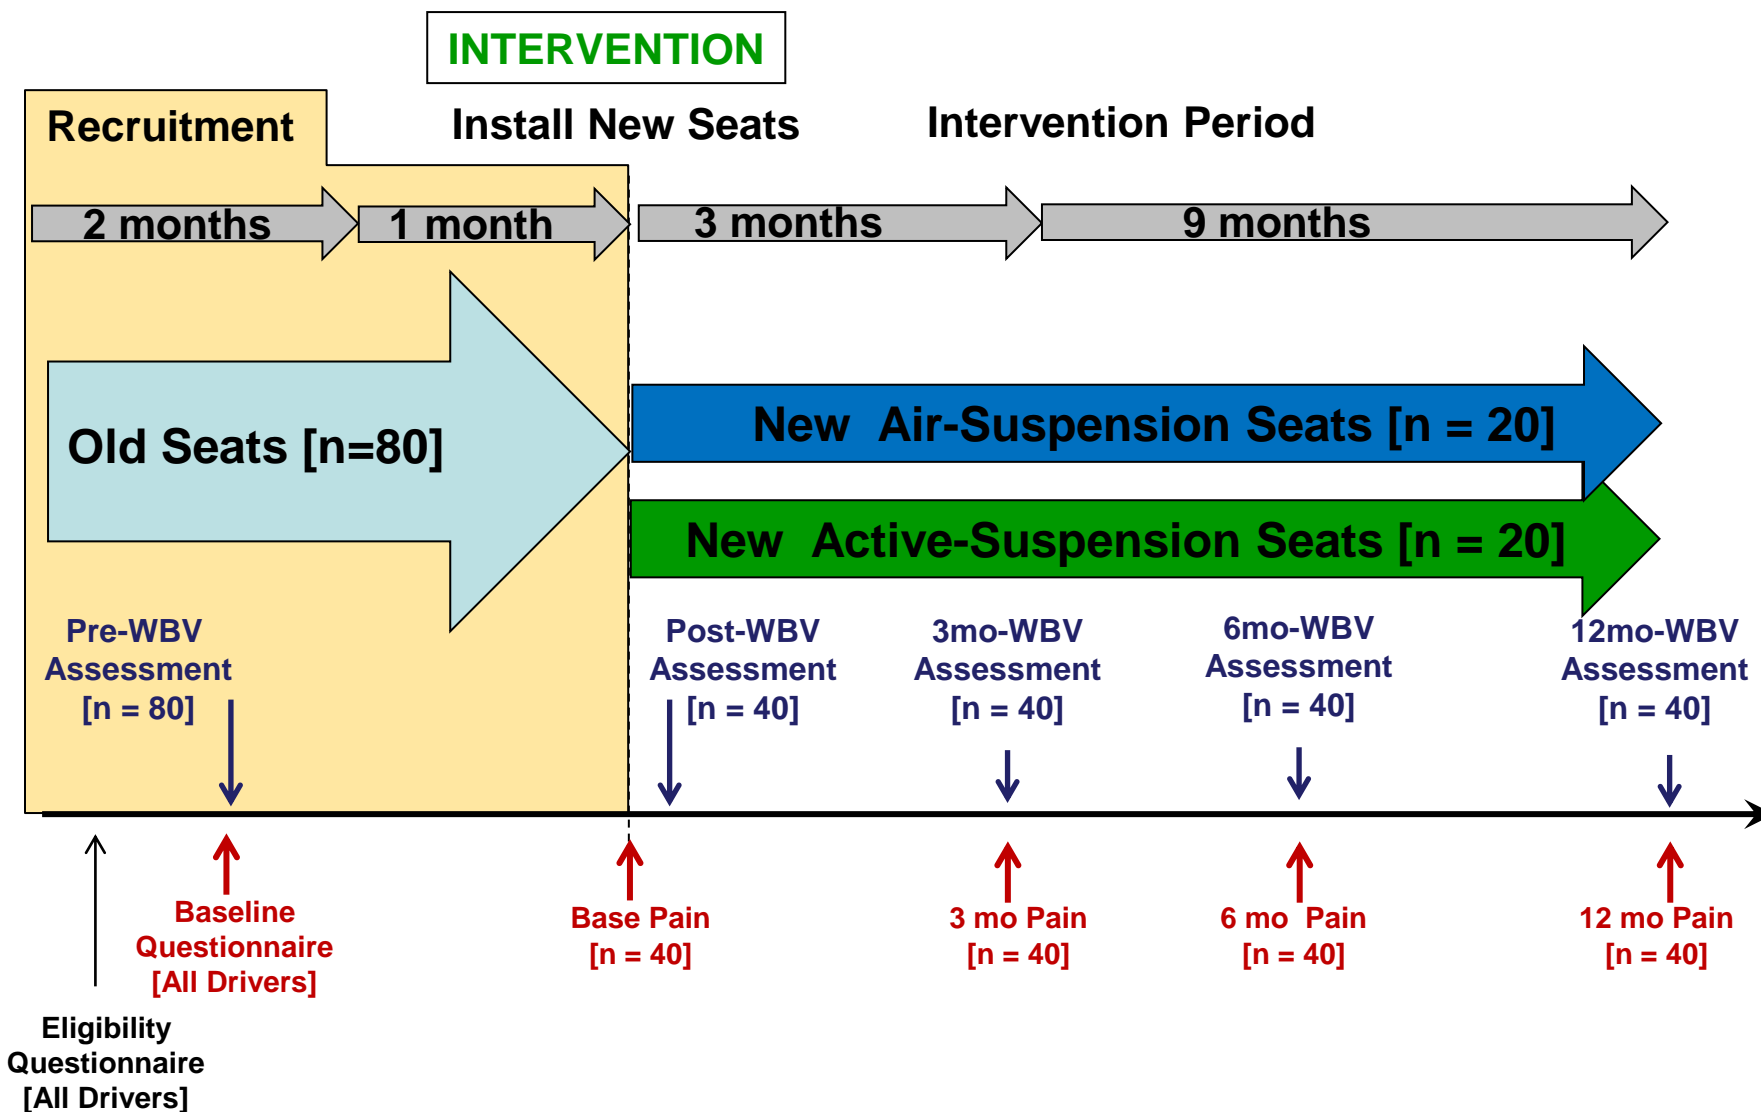 INTERVENTION
Recruitment
Install New Seats
Intervention Period
2 months
1 month
3 months
9 months
Old Seats [n=80]
New  Air-Suspension Seats [n = 20]
New  Active-Suspension Seats [n = 20]
Pre-WBV
Assessment
[n = 80]
Post-WBV
Assessment
[n = 40]
3mo-WBV
Assessment
[n = 40]
6mo-WBV
Assessment
[n = 40]
12mo-WBV
Assessment
[n = 40]
Baseline
Questionnaire
[All Drivers]
Base Pain
[n = 40]
3 mo Pain
[n = 40]
6 mo  Pain
[n = 40]
12 mo Pain
[n = 40]
Eligibility
Questionnaire
[All Drivers]